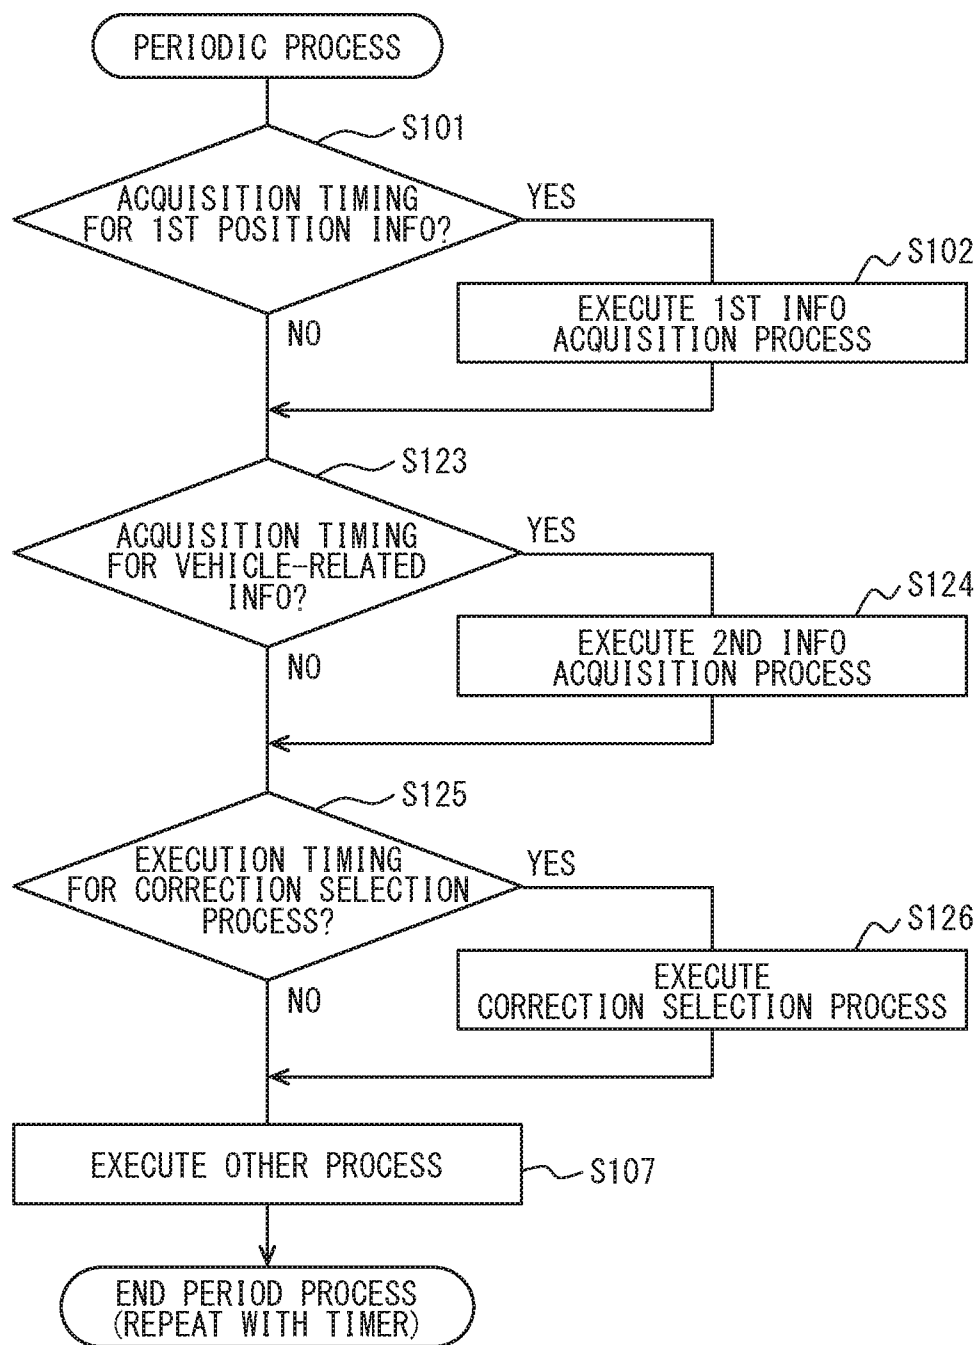 PERIODIC PROCESS
S101
ACQUISITION TIMING
FOR 1ST POSITION INFO?
YES
S102
EXECUTE 1ST INFO
ACQUISITION PROCESS
NO
S123
ACQUISITION TIMING
FOR VEHICLE-RELATED
INFO?
YES
S124
EXECUTE 2ND INFO
ACQUISITION PROCESS
NO
S125
EXECUTION TIMING
FOR CORRECTION SELECTION
PROCESS?
YES
S126
EXECUTE
CORRECTION SELECTION PROCESS
NO
EXECUTE OTHER PROCESS
S107
END PERIOD PROCESS
(REPEAT WITH TIMER)